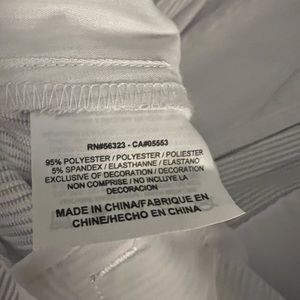 RN#56323 - CA#05553
95% POLYESTER / POLYESTER / POLIESTER
5% SPANDEX / ELASTHANNE / ELASTANO
EXCLUSIVE OF DECORATION / DECORATION
NON COMPRISE / NO INCLUYE LA
DECORACION
MADE IN CHINA/FABRIQUE EN
CHINE/HECHO EN CHINA